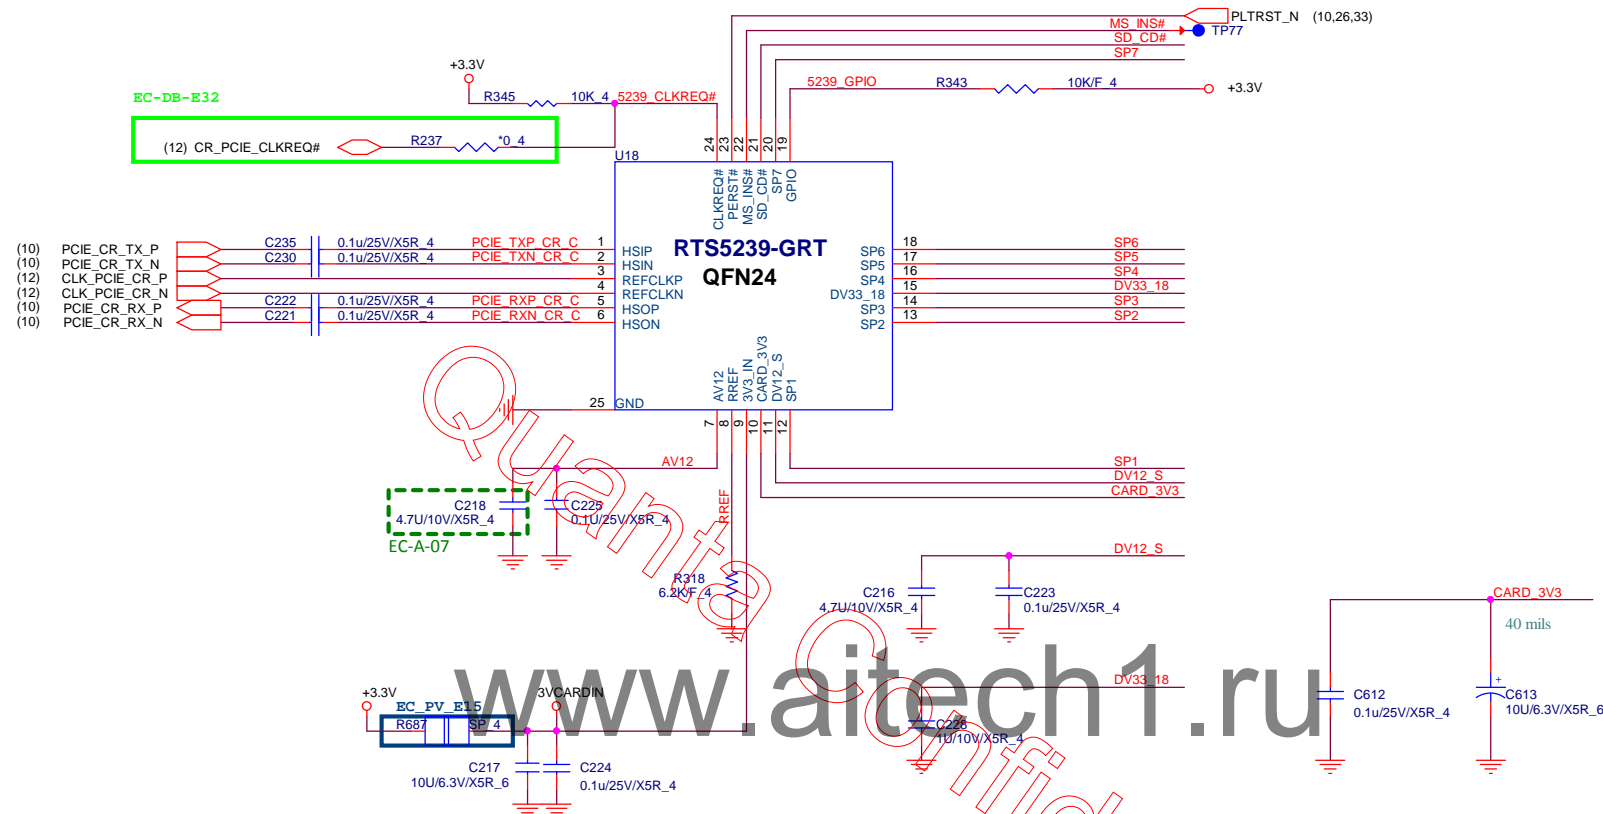 PLTRST_N (10,26,33)
MS_INS#
TP77
SD_CD#
SP7
+3.3V
5239_GPIO R343 10K/F_4 +3.3V
EC-DB-E32
R345 10K_4 5239_CLKREQ#
(12) CR_PCIE_CLKREQ# R237 *0_4
24 23 22 21 20 19
U18
CLKREQ# PERST# MS_INS# SD_CD# SP7 GPIO
RTS5239-GRT
QFN24
(10) PCIE_CR_TX_P C235 0.1u/25V/X5R_4 PCIE_TXP_CR_C 1 HSIP
(10) PCIE_CR_TX_N C230 0.1u/25V/X5R_4 PCIE_TXN_CR_C 2 HSIN
(12) CLK_PCIE_CR_P 3 REFCLKP
(12) CLK_PCIE_CR_N 4 REFCLKN
(10) PCIE_CR_RX_P C222 0.1u/25V/X5R_4 PCIE_RXP_CR_C 5 HSOP
(10) PCIE_CR_RX_N C221 0.1u/25V/X5R_4 PCIE_RXN_CR_C 6 HSON
SP6 18 SP6
SP5 17 SP5
SP4 16 SP4
DV33_18 15 DV33_18
SP3 14 SP3
SP2 13 SP2
AV12 RREF 3V3_IN CARD_3V3 DV12_S SP1
25 GND
7 8 9 10 11 12
AV12
SP1
DV12_S
CARD_3V3
RREF
C218
4.7U/10V/X5R_4
EC-A-07
C225
0.1U/25V/X5R_4
DV12_S
R318
6.2K/F_4
C216
4.7U/10V/X5R_4
C223
0.1u/25V/X5R_4
CARD_3V3
40 mils
DV33_18
+3.3V
3VCARDIN
EC_PV_E15
R687 SP_4
C226
1U/10V/X5R_4
C612
0.1u/25V/X5R_4
+
C613
10U/6.3V/X5R_6
C217
10U/6.3V/X5R_6
C224
0.1u/25V/X5R_4
Quanta Confid
www.aitech1.ru